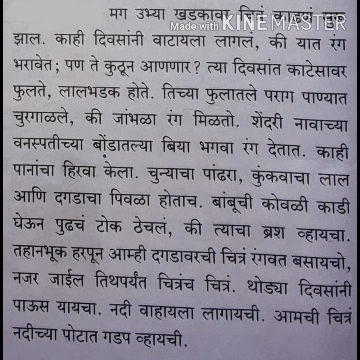 मग उभ्या खडकावर चित्रं
Made With KINEMASTER
झाल. काही दिवसांनी वाटायला लागलं, की यात रंग
भरावेत; पण ते कुठून आणणार? त्या दिवसांत काटेसावर
फुलते, लालभडक होते. तिच्या फुलातले पराग पाण्यात
चुरगाळले, की जांभळा रंग मिळतो. शेंदरी नावाच्या
वनस्पतीच्या बोंडातल्या बिया भगवा रंग देतात. काही
पानांचा हिरवा केला. चुन्याचा पांढरा, कुंकवाचा लाल
आणि दगडाचा पिवळा होताच. बांबूची कोवळी काडी
घेऊन पुढचं टोक ठेचलं, की त्याचा ब्रश व्हायचा.
तहानभूक हरपून आम्ही दगडावरची चित्रं रंगवत बसायचो,
नजर जाईल तिथपर्यंत चित्रंच चित्रं. थोड्या दिवसांनी
पाऊस यायचा. नदी वाहायला लागायची. आमची चित्रं
नदीच्या पोटात गडप व्हायची.